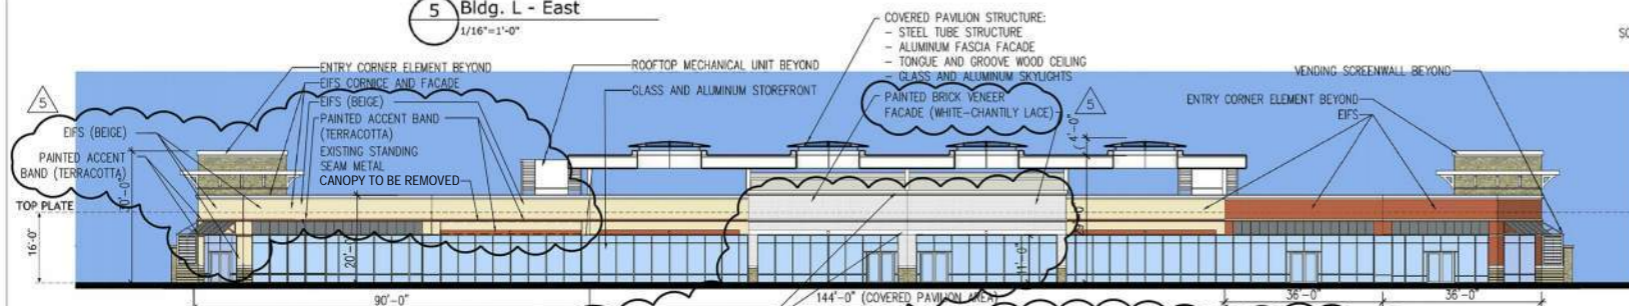 5 Bldg. L - East
1/16"=1'-0"
COVERED PAVILION STRUCTURE:
- STEEL TUBE STRUCTURE
- ALUMINUM FASCIA FACADE
- TONGUE AND GROOVE WOOD CEILING
- GLASS AND ALUMINUM SKYLIGHTS
ENTRY CORNER ELEMENT BEYOND
ROOFTOP MECHANICAL UNIT BEYOND
VENDING SCREENWALL BEYOND
EIFS CORNICE AND FACADE
GLASS AND ALUMINUM STOREFRONT
PAINTED BRICK VENEER
FACADE (WHITE-CHANTILY LACE)
5
ENTRY CORNER ELEMENT BEYOND
EIFS
5
EIFS (BEIGE)
PAINTED ACCENT BAND
(TERRACOTTA)
EXISTING STANDING
SEAM METAL
CANOPY TO BE REMOVED
EIFS (BEIGE)
PAINTED ACCENT
BAND (TERRACOTTA)
TOP PLATE
16'-0"
20'-0"
4'-0"
90'-0"
144'-0" (COVERED PAVILION AREA)
36'-0"
36'-0"